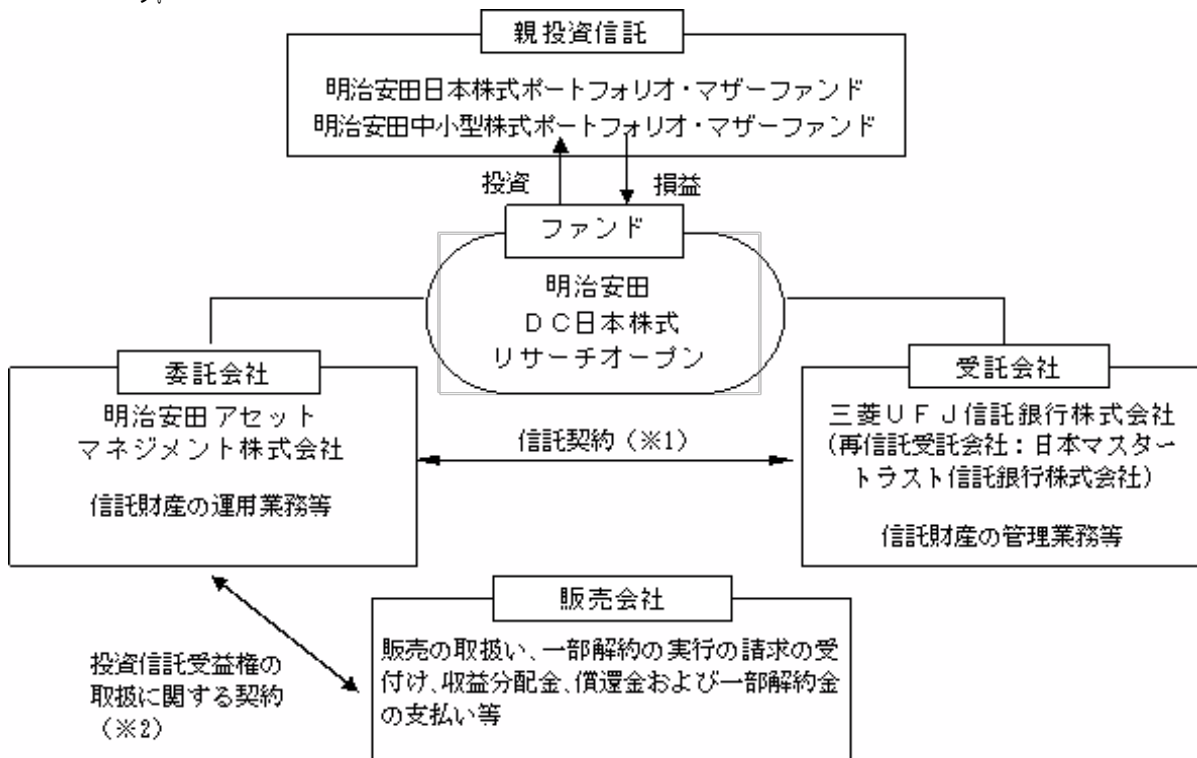 親投資信託
明治安田日本株式ポートフォリオ・マザーファンド
明治安田中小型株式ポートフォリオ・マザーファンド
投資
損益
ファンド
明治安田
ＤＣ日本株式
リサーチオープン
委託会社
明治安田アセット
マネジメント株式会社
信託財産の運用業務等
信託契約（※1）
受託会社
三菱ＵＦＪ信託銀行株式会社
(再信託受託会社：日本マスター
トラスト信託銀行株式会社)
信託財産の管理業務等
投資信託受益権の
取扱に関する契約
（※2）
販売会社
販売の取扱い、一部解約の実行の請求の受
付け、収益分配金、償還金および一部解約金
の支払い等